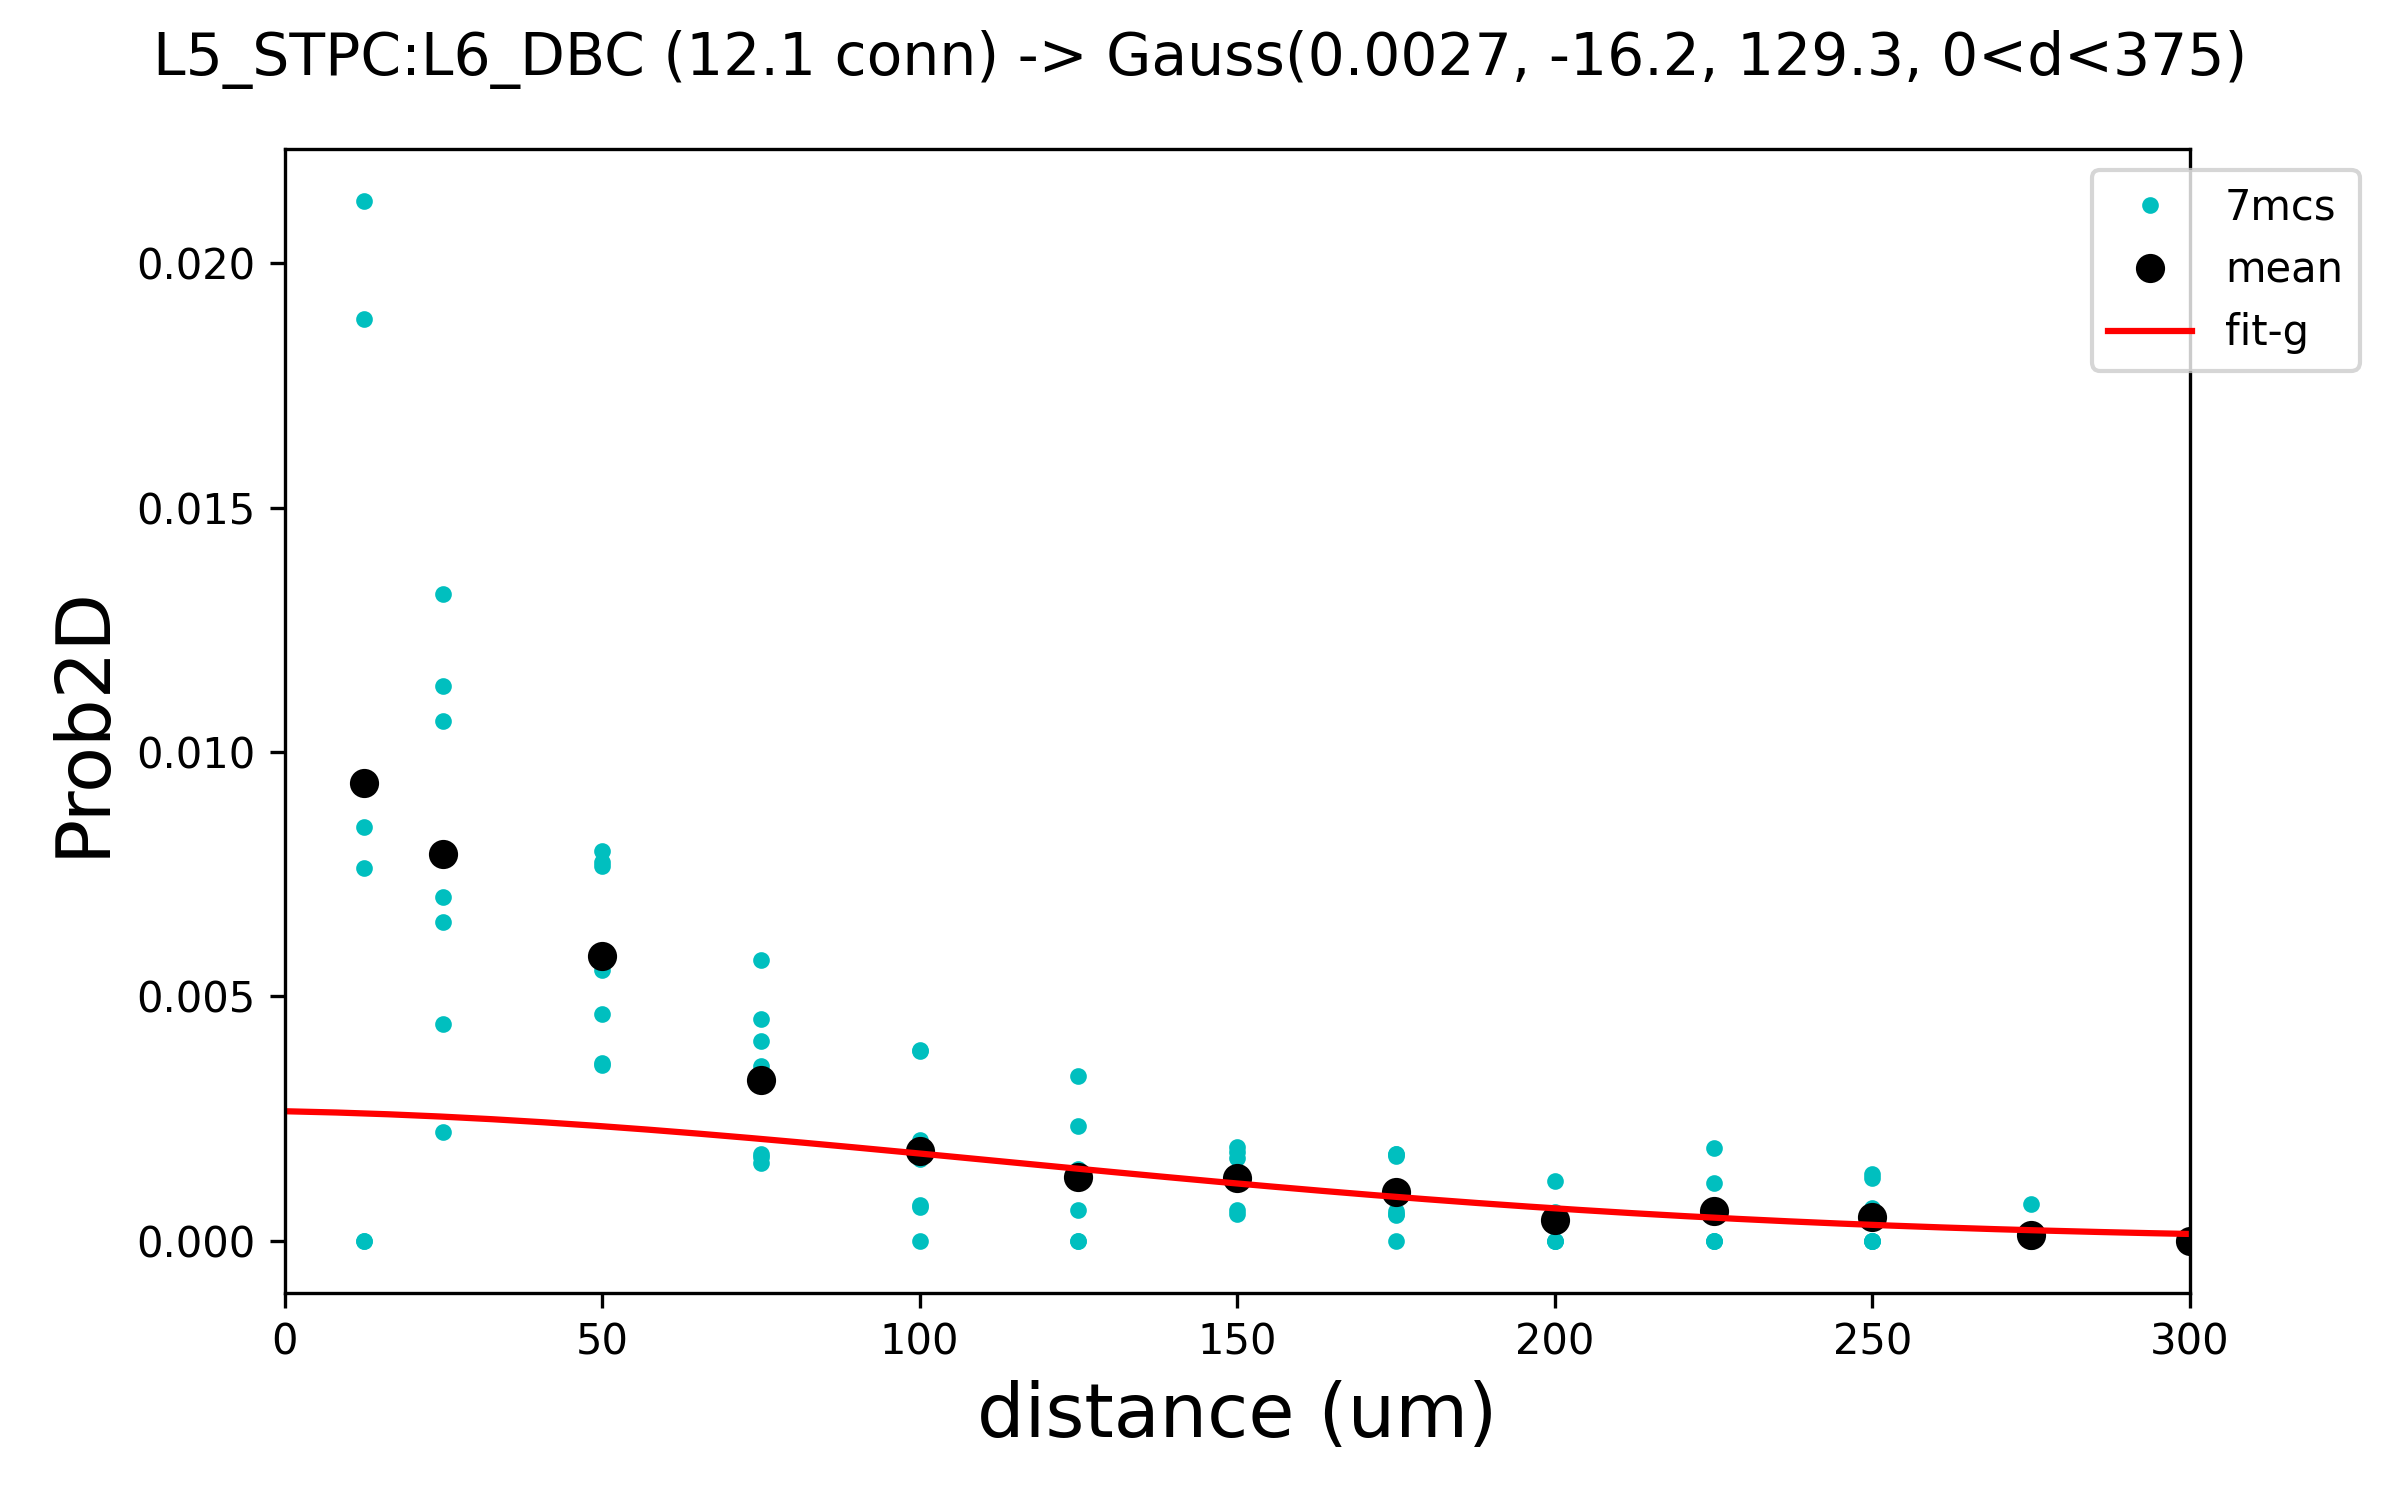 L5_STPC:L6_DBC (12.1 conn) -> Gauss(0.0027, -16.2, 129.3, 0<d<375)
7mcs
mean
fit-g
Prob2D
0.020
0.015
0.010
0.005
0.000
0 50 100 150 200 250 300
distance (um)